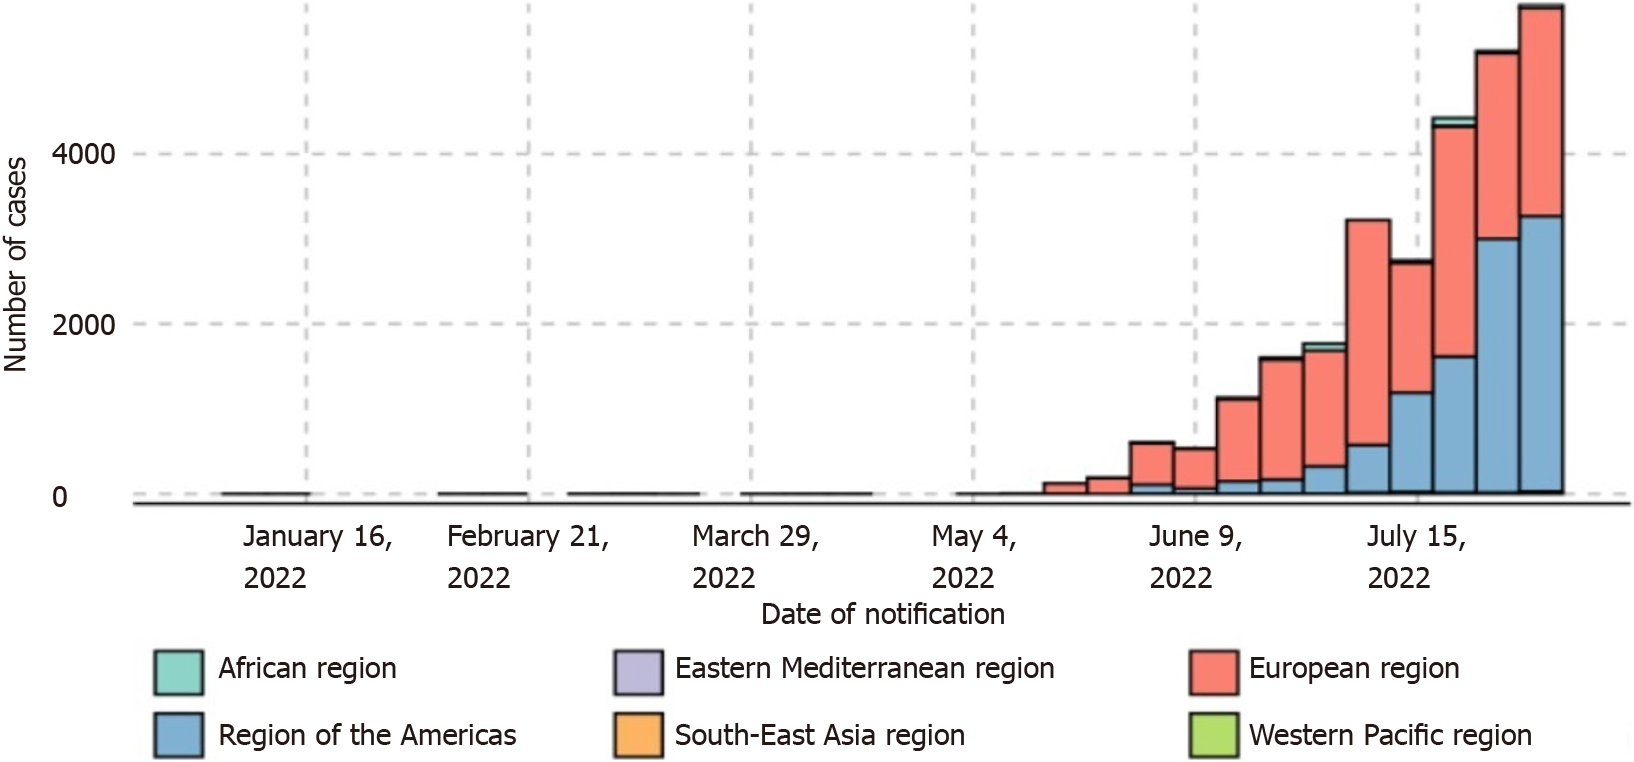 Number of cases
4000
2000
0
January 16,
2022
February 21,
2022
March 29,
2022
May 4,
2022
June 9,
2022
July 15,
2022
Date of notification
African region
Eastern Mediterranean region
European region
Region of the Americas
South-East Asia region
Western Pacific region